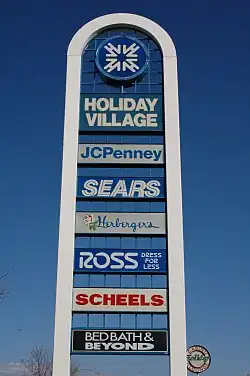 HOLIDAY
VILLAGE
JCPenney
SEARS
Herberger's
ROSS DRESS
FOR
LESS
SCHEELS
BED BATH &
BEYOND